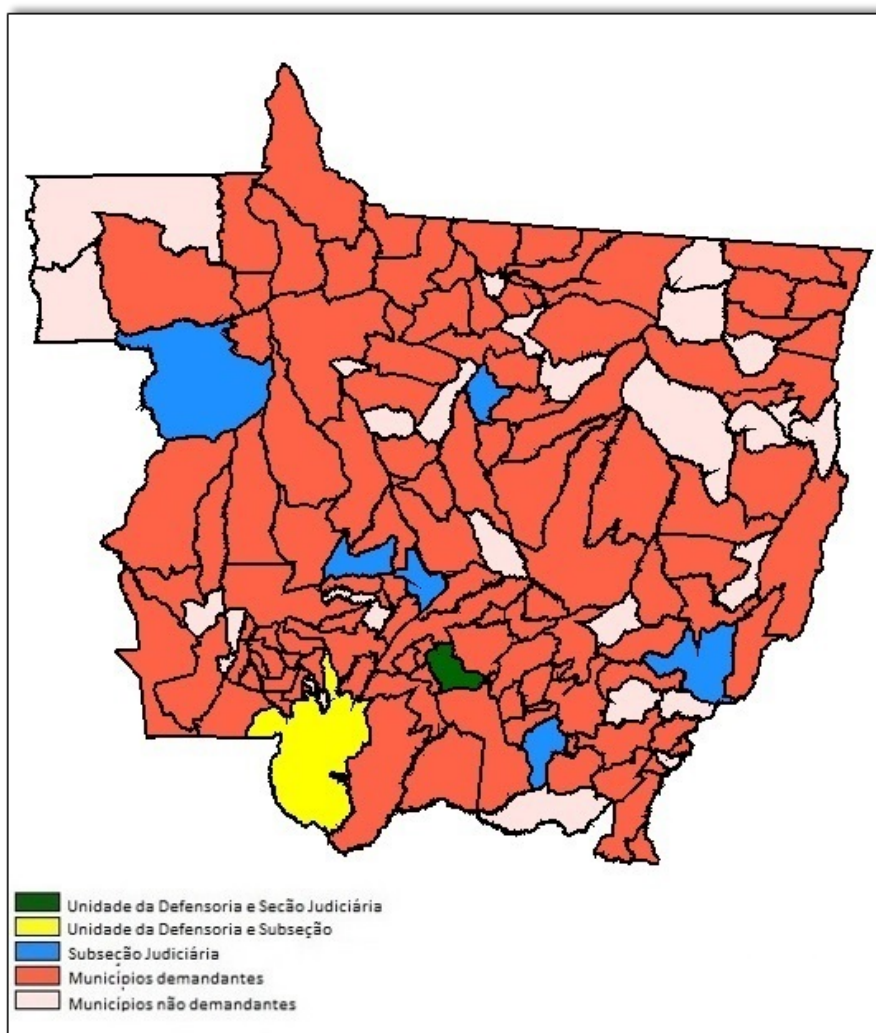 Unidade da Defensoria e Secão Judiciária
Unidade da Defensoria e Subseção
Subseção Judiciária
Municípios demandantes
Municípios não demandantes